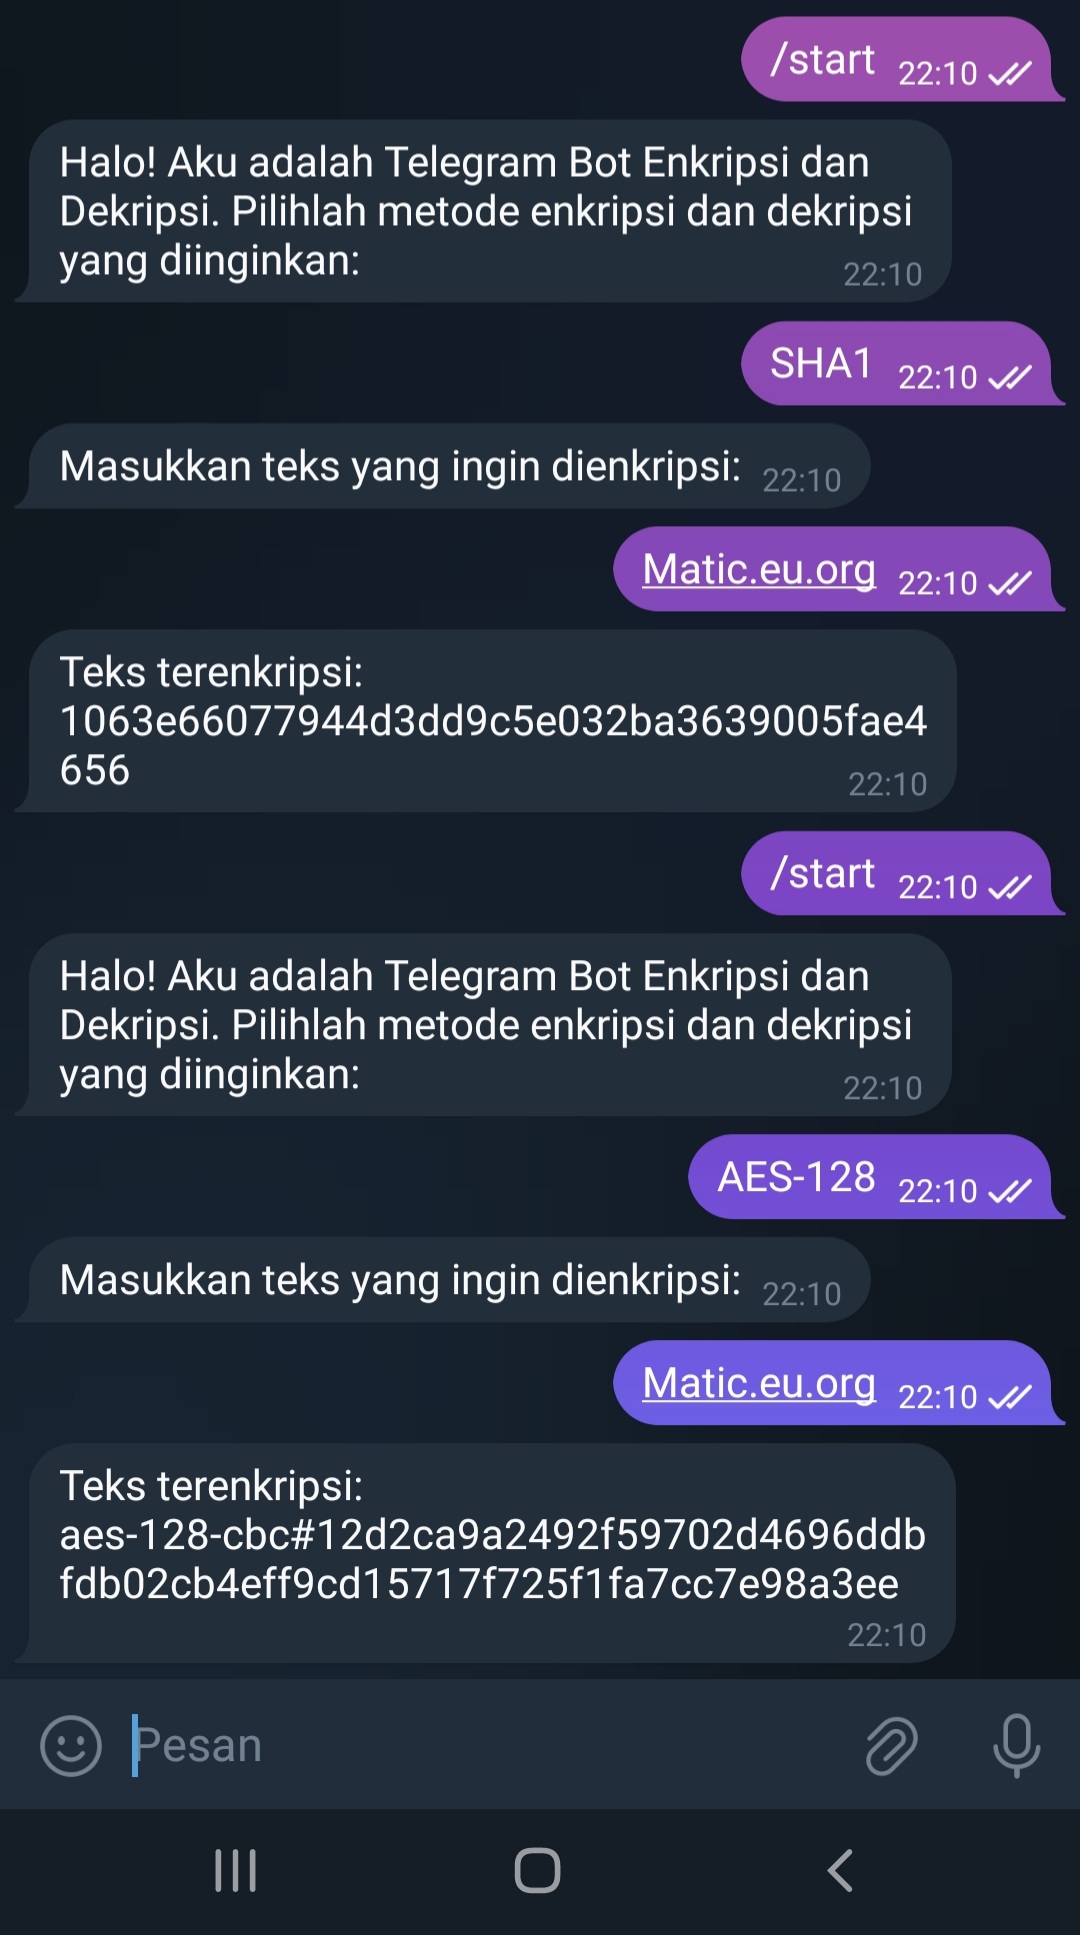 /start 22:10
Halo! Aku adalah Telegram Bot Enkripsi dan
Dekripsi. Pilihlah metode enkripsi dan dekripsi
yang diinginkan: 22:10
SHA1 22:10
Masukkan teks yang ingin dienkripsi: 22:10
Matic.eu.org 22:10
Teks terenkripsi:
1063e66077944d3dd9c5e032ba3639005fae4
656 22:10
/start 22:10
Halo! Aku adalah Telegram Bot Enkripsi dan
Dekripsi. Pilihlah metode enkripsi dan dekripsi
yang diinginkan: 22:10
AES-128 22:10
Masukkan teks yang ingin dienkripsi: 22:10
Matic.eu.org 22:10
Teks terenkripsi:
aes-128-cbc#12d2ca9a2492f59702d4696ddb
fdb02cb4eff9cd15717f725f1fa7cc7e98a3ee
22:10
Pesan